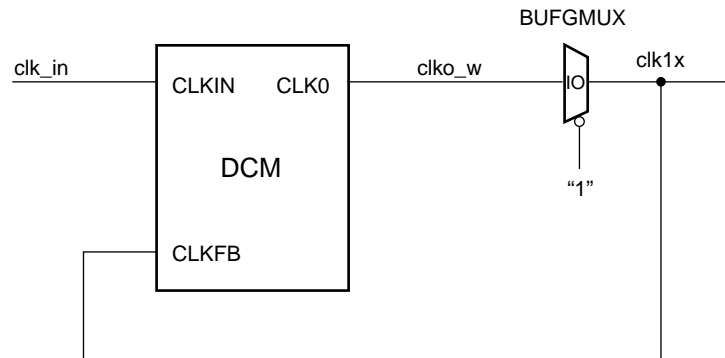 BUFGMUX
clk_in
clko_w
clk1x
CLKIN
CLK0
IO
DCM
“1”
CLKFB